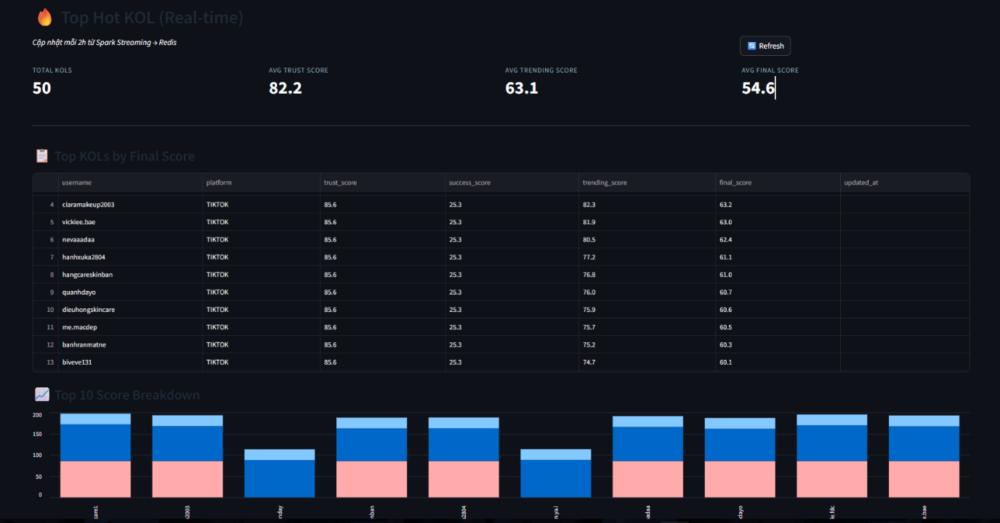 Top Hot KOL (Real-time)
Cập nhật mỗi 2h từ Spark Streaming → Redis
Refresh
TOTAL KOLS
50
AVG TRUST SCORE
82.2
AVG TRENDING SCORE
63.1
AVG FINAL SCORE
54.6
Top KOLs by Final Score
username platform trust_score success_score trending_score final_score updated_at
4 ciaramakeup2003 TIKTOK 85.6 25.3 82.3 63.2
5 vickiee.bae TIKTOK 85.6 25.3 81.9 63.0
6 nevaaadaa TIKTOK 85.6 25.3 80.5 62.4
7 hanhxuka2804 TIKTOK 85.6 25.3 77.2 61.1
8 hangcareskinban TIKTOK 85.6 25.3 76.8 61.0
9 quanhdayo TIKTOK 85.6 25.3 76.0 60.7
10 dieuhongskincare TIKTOK 85.6 25.3 75.9 60.6
11 me.macdep TIKTOK 85.6 25.3 75.7 60.5
12 banhranmatne TIKTOK 85.6 25.3 75.2 60.3
13 biveve131 TIKTOK 85.6 25.3 74.7 60.1
Top 10 Score Breakdown
200
150
100
50
0
care1
2003
nday
nban
2804
n.ya.i
adaa
dayo
le.fdc
e.bae